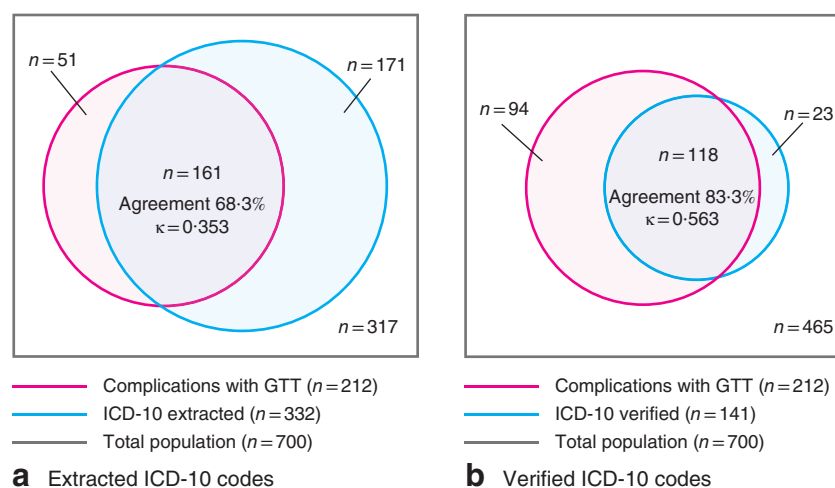 n=51
n=171
n=161
Agreement 68·3%
κ=0·353
n=317
Complications with GTT (n=212)
ICD-10 extracted (n=332)
Total population (n=700)
a Extracted ICD-10 codes
n=94
n=23
n=118
Agreement 83·3%
κ=0·563
n=465
Complications with GTT (n=212)
ICD-10 verified (n=141)
Total population (n=700)
b Verified ICD-10 codes